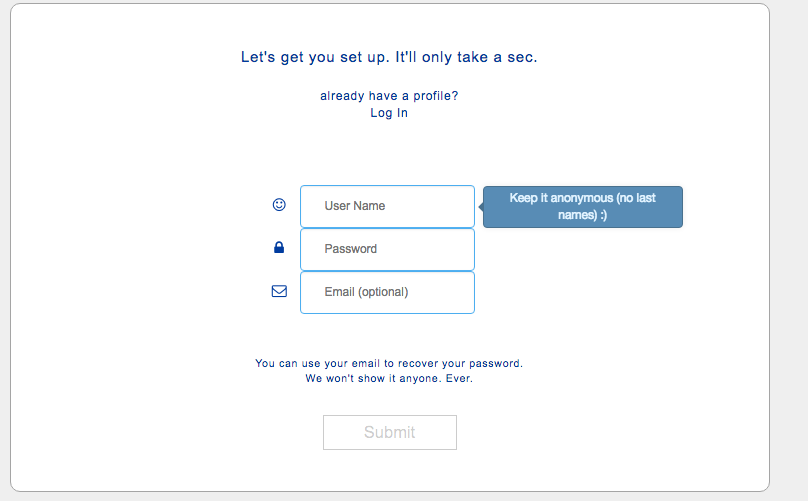 Let's get you set up. It'll only take a sec.
already have a profile?
Log In
User Name
Keep it anonymous (no last
names) :)
Password
Email (optional)
You can use your email to recover your password.
We won't show it anyone. Ever.
Submit